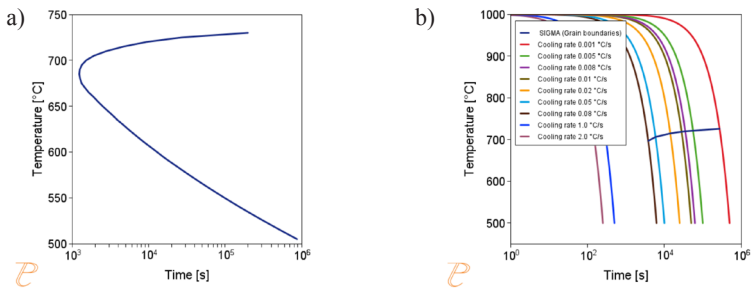 a)
750
700
650
600
550
500
Temperature [°C]
10³
10⁴
10⁵
10⁶
Time [s]
b)
1000
900
800
700
600
500
Temperature [°C]
SIGMA (Grain boundaries)
Cooling rate 0.001 °C/s
Cooling rate 0.005 °C/s
Cooling rate 0.008 °C/s
Cooling rate 0.01 °C/s
Cooling rate 0.02 °C/s
Cooling rate 0.05 °C/s
Cooling rate 0.08 °C/s
Cooling rate 1.0 °C/s
Cooling rate 2.0 °C/s
10⁰
10²
10⁴
10⁶
Time [s]